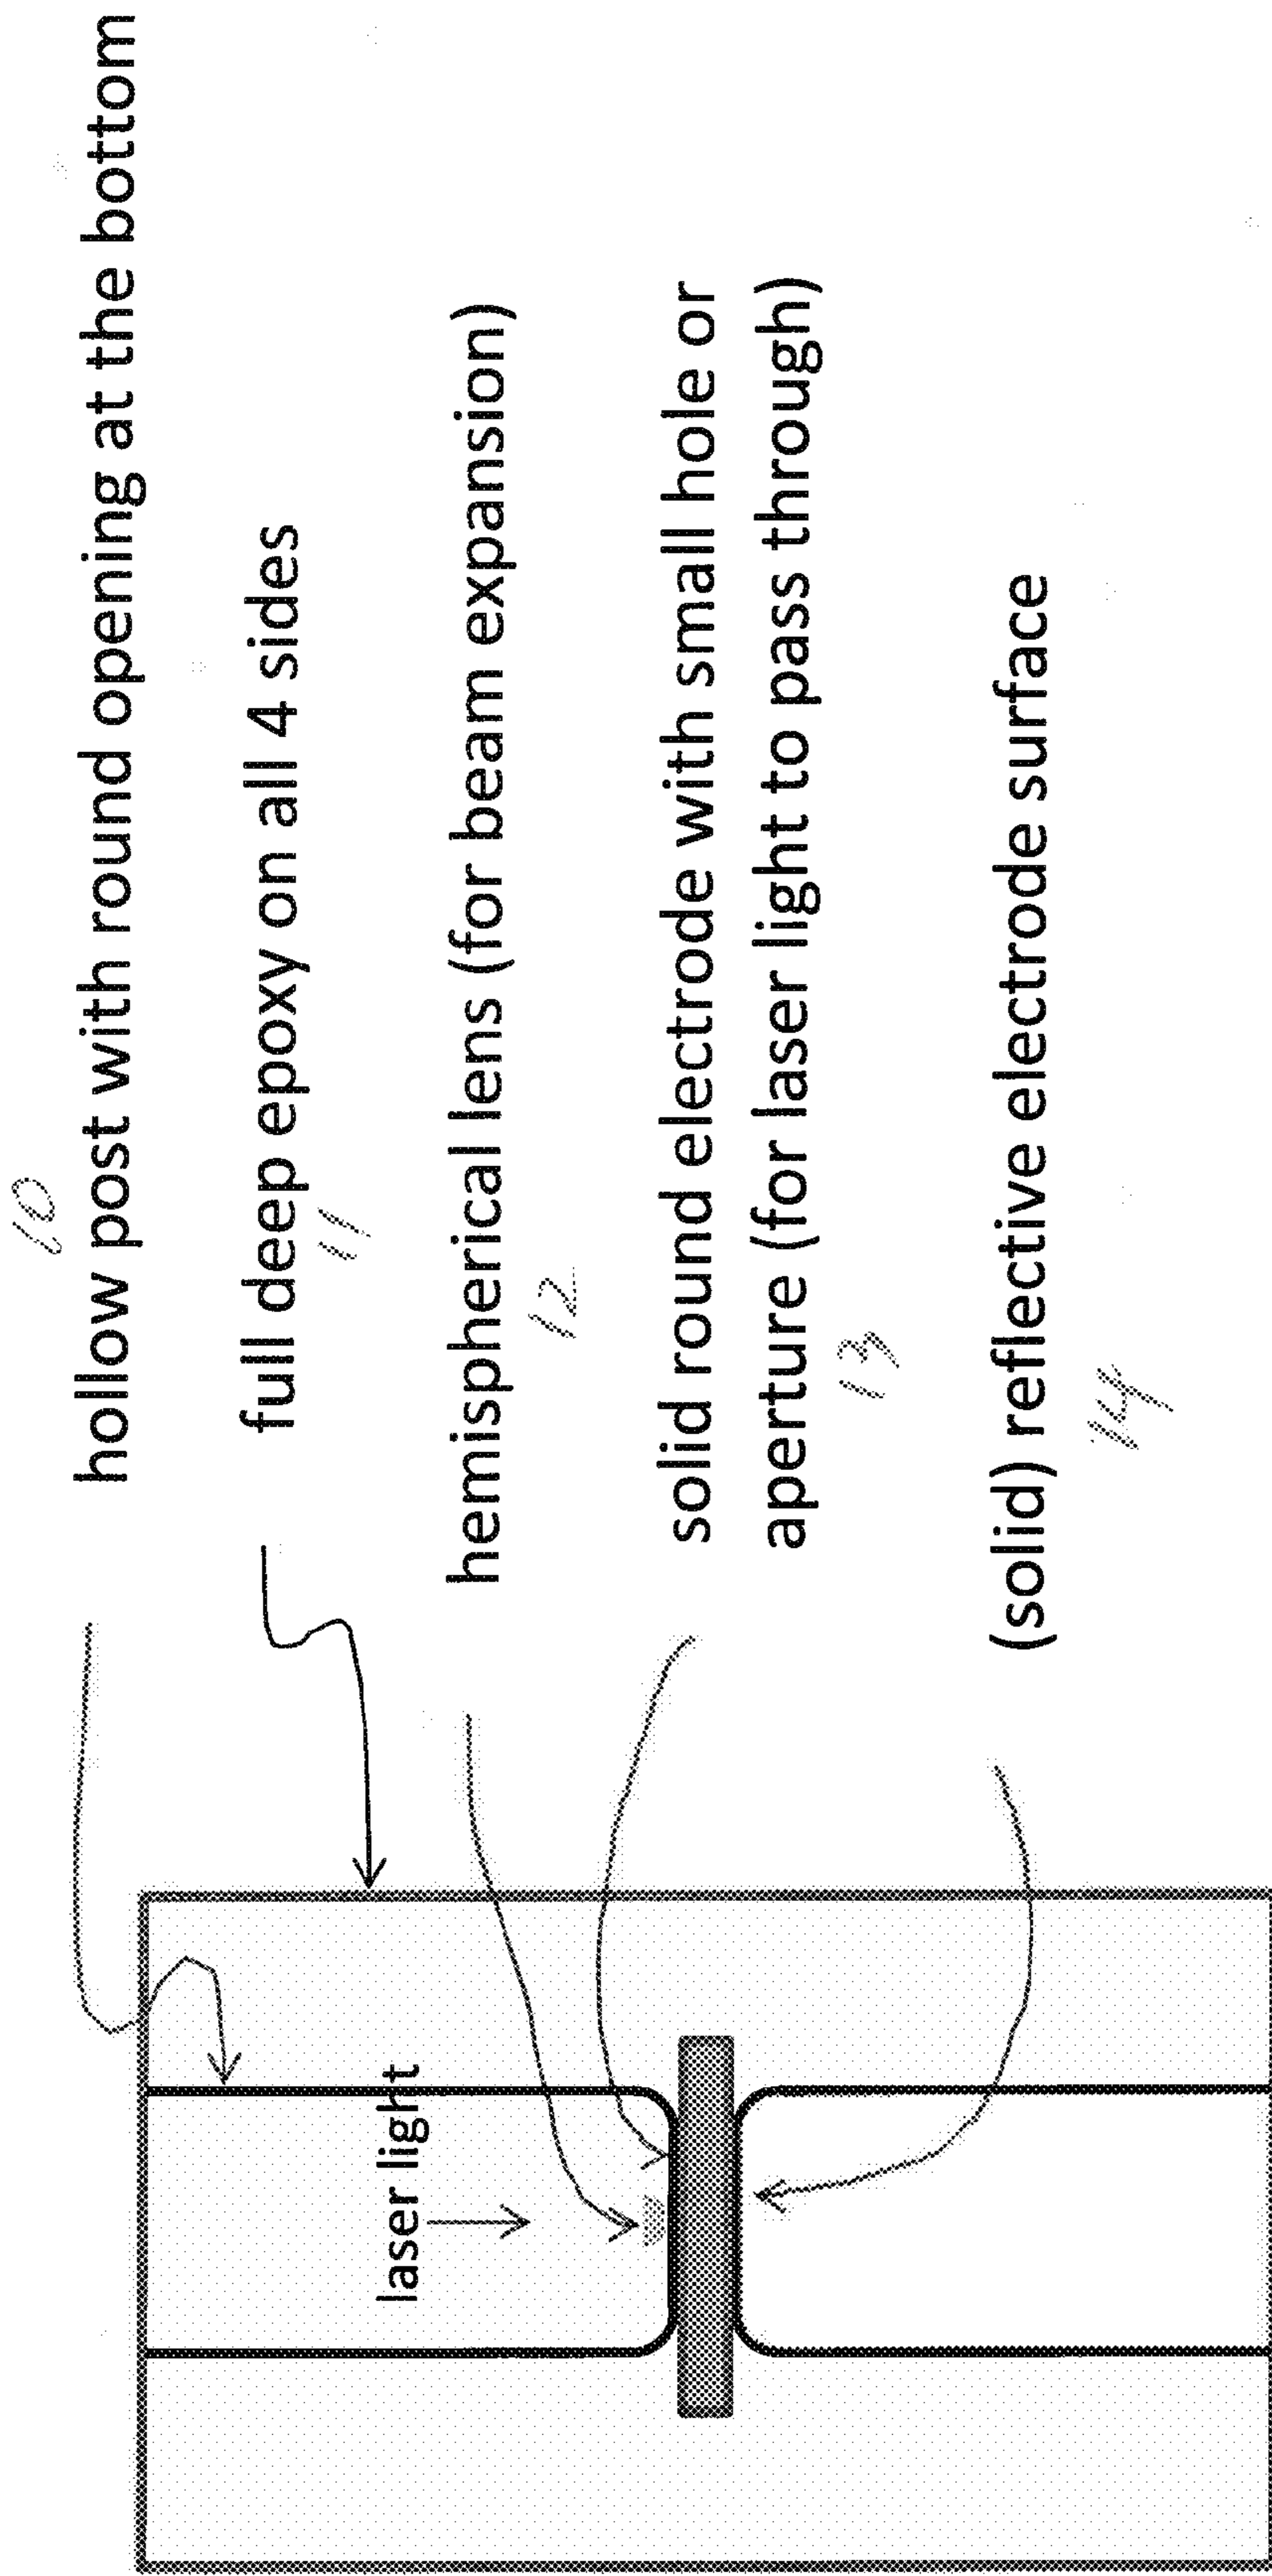 10
hollow post with round opening at the bottom
full deep epoxy on all 4 sides
11
hemispherical lens (for beam expansion)
12
solid round electrode with small hole or
aperture (for laser light to pass through)
13
(solid) reflective electrode surface
14
laser light